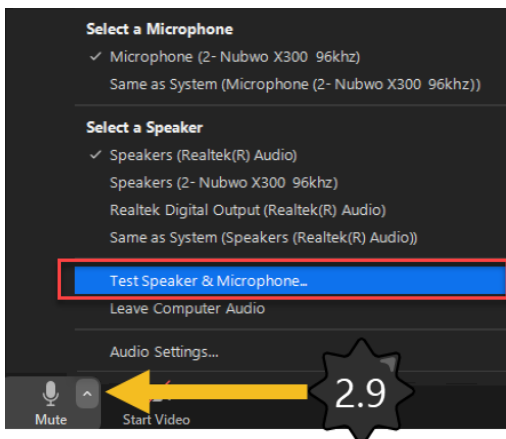 Select a Microphone
✓ Microphone (2- Nubwo X300 96khz)
Same as System (Microphone (2- Nubwo X300 96khz))
Select a Speaker
✓ Speakers (Realtek(R) Audio)
Speakers (2- Nubwo X300 96khz)
Realtek Digital Output (Realtek(R) Audio)
Same as System (Speakers (Realtek(R) Audio))
Test Speaker & Microphone...
Leave Computer Audio
Audio Settings...
2.9
Mute
Start Video